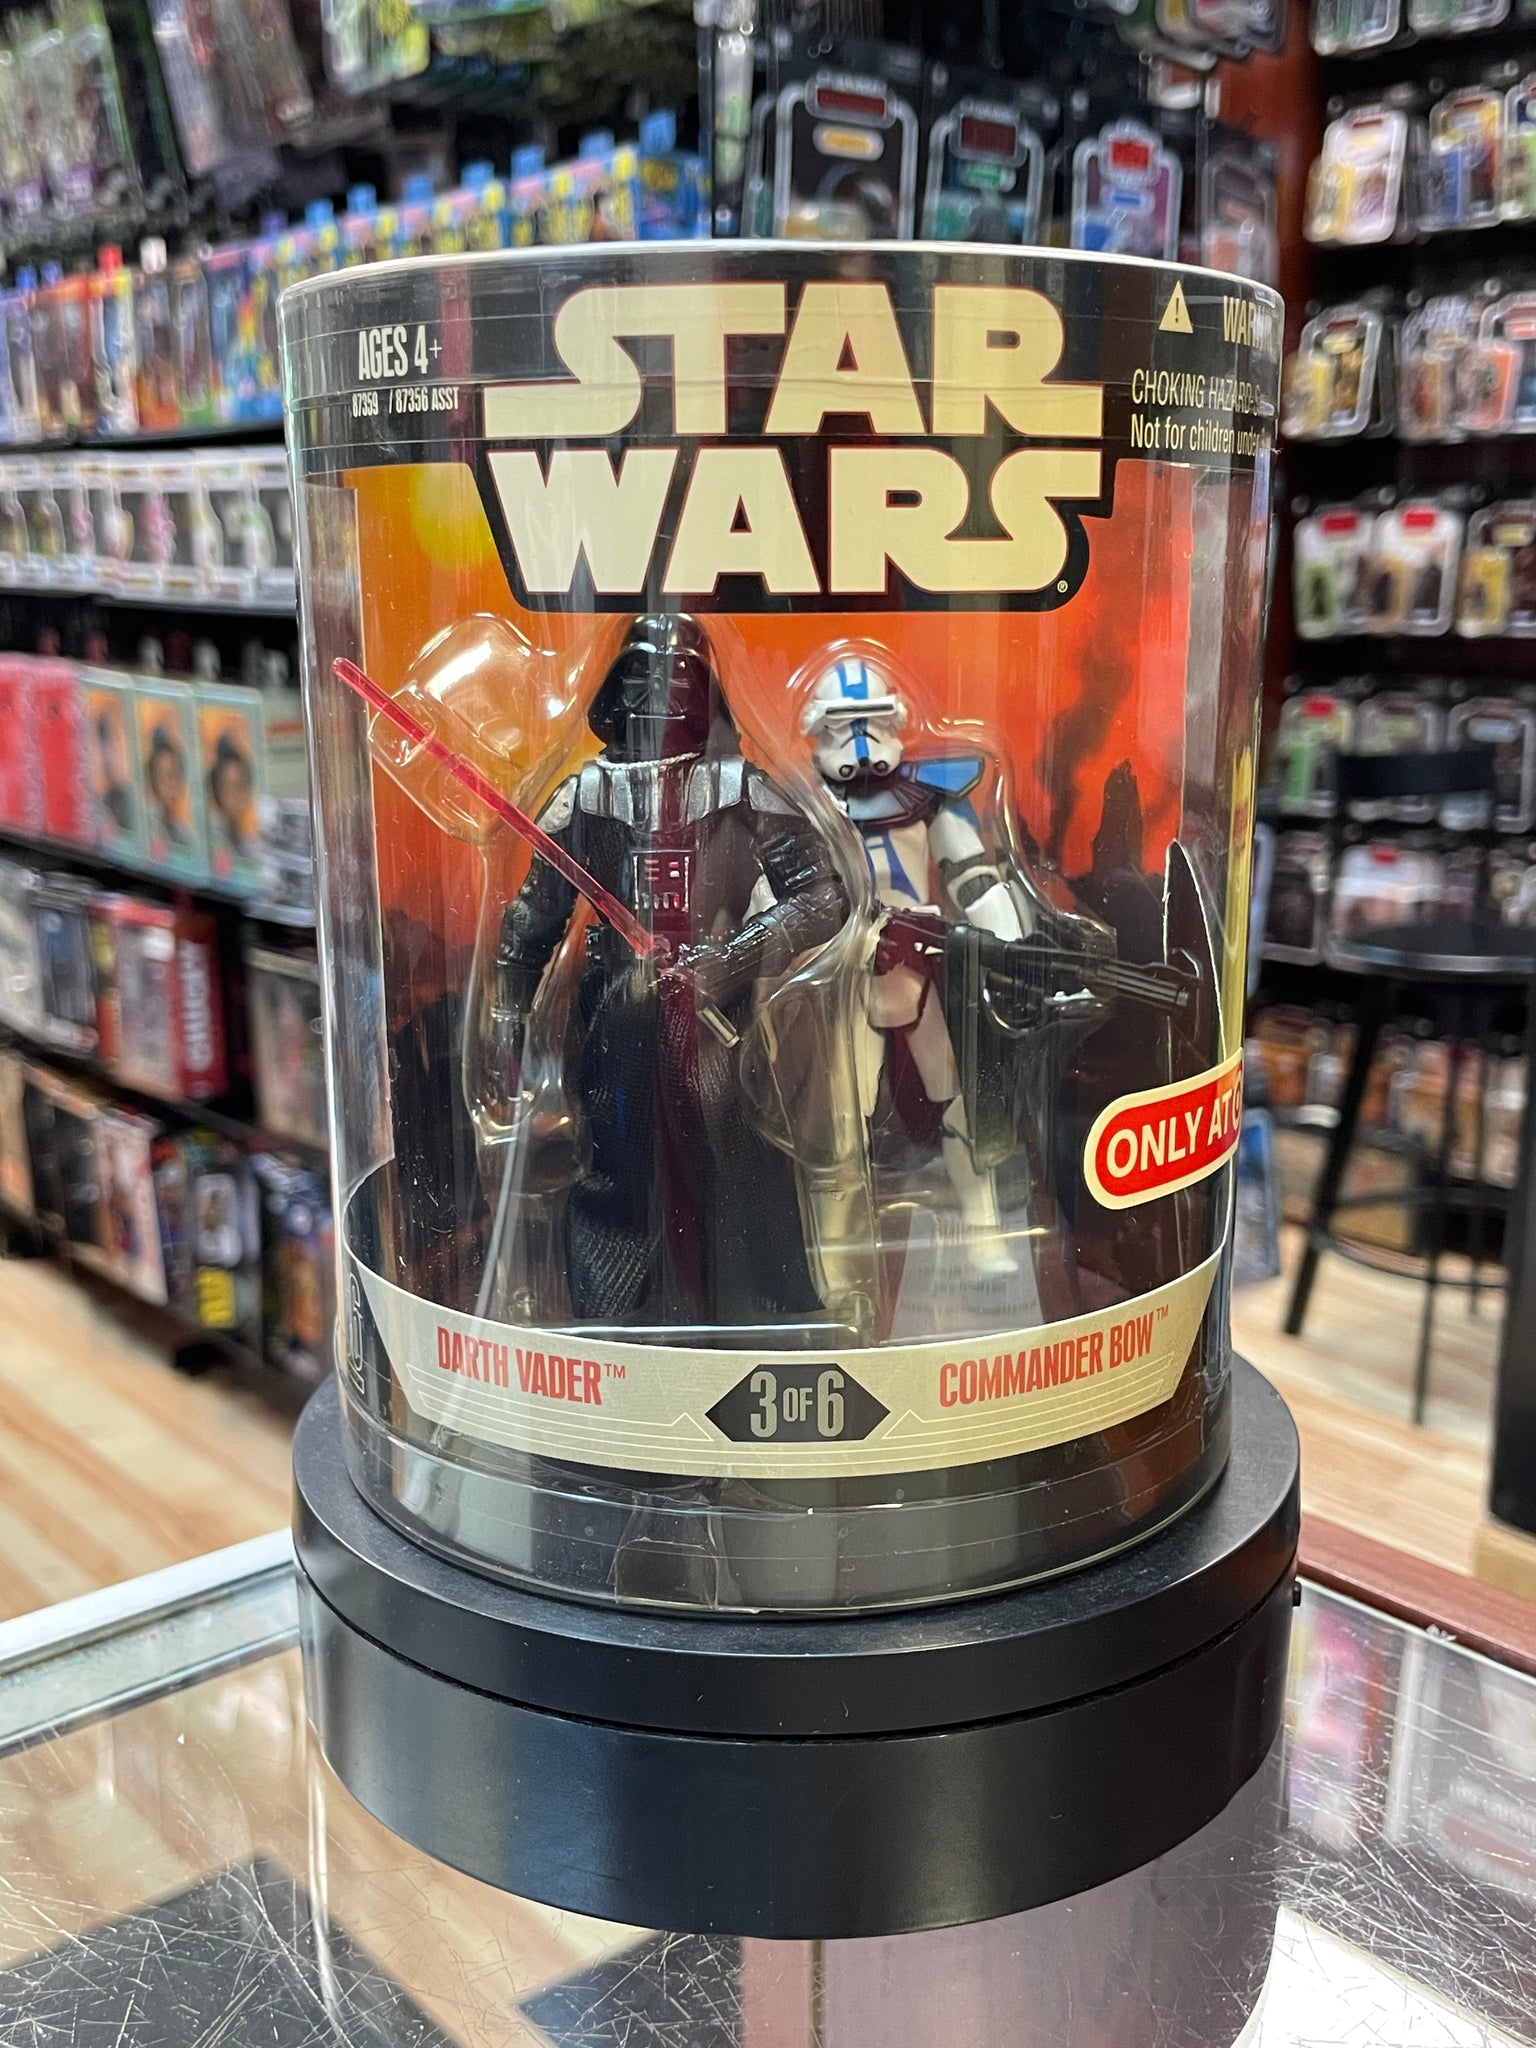 STAR
WARS®
AGES 4+
87359 / 87356 ASST
CHOKING HAZARD-S
Not for children unde
ONLY AT
DARTH VADER™
3 OF 6
COMMANDER BOW™